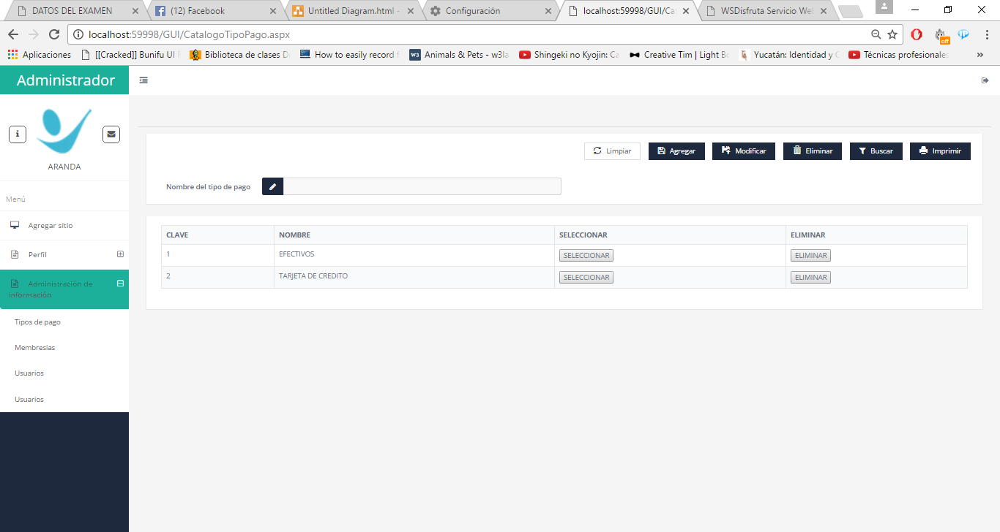 DATOS DEL EXAMEN
(12) Facebook
Untitled Diagram.html -
Configuración
localhost:59998/GUI/Ca
WSDisfruta Servicio Web
localhost:59998/GUI/CatalogoTipoPago.aspx
off
Aplicaciones
[[Cracked]] Bunifu UI F
Biblioteca de clases De
How to easily record f
w3 Animals & Pets - w3la
Shingeki no Kyojin: Ca
Creative Tim | Light Bo
Yucatán: Identidad y C
Técnicas profesionales
»
Administrador
ARANDA
Menú
Agregar sitio
Perfil
Administración de
información
Tipos de pago
Membresias
Usuarios
Usuarios
Limpiar
Agregar
Modificar
Eliminar
Buscar
Imprimir
Nombre del tipo de pago
CLAVE NOMBRE SELECCIONAR ELIMINAR
1 EFECTIVOS SELECCIONAR ELIMINAR
2 TARJETA DE CREDITO SELECCIONAR ELIMINAR